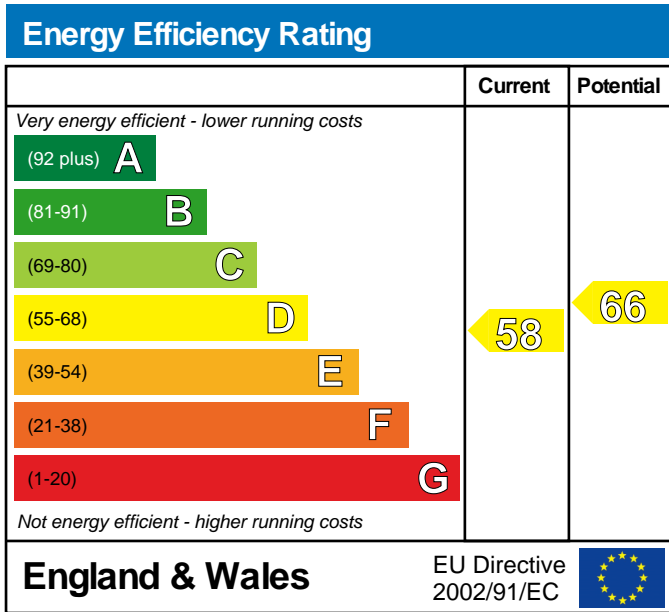 Energy Efficiency Rating
Current Potential
Very energy efficient - lower running costs
(92 plus) A
(81-91) B
(69-80) C
(55-68) D
(39-54) E
(21-38) F
(1-20) G
58
66
Not energy efficient - higher running costs
England & Wales
EU Directive
2002/91/EC